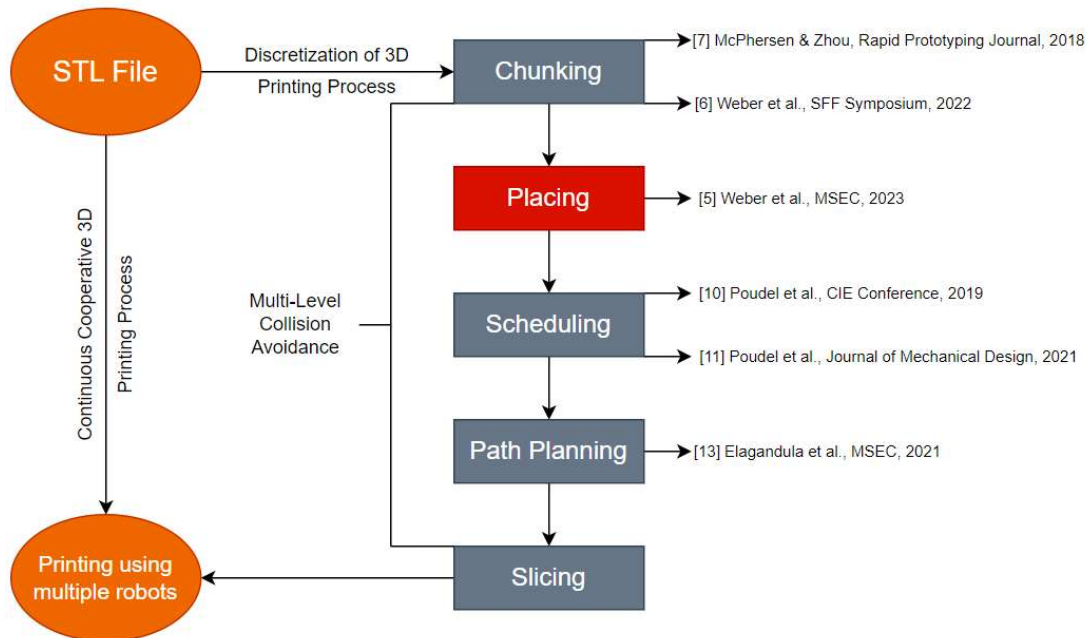 STL File
Discretization of 3D
Printing Process
Chunking
[7] McPhersen & Zhou, Rapid Prototyping Journal, 2018
[6] Weber et al., SFF Symposium, 2022
Placing
[5] Weber et al., MSEC, 2023
Continuous Cooperative 3D
Printing Process
Multi-Level
Collision
Avoidance
Scheduling
[10] Poudel et al., CIE Conference, 2019
[11] Poudel et al., Journal of Mechanical Design, 2021
Path Planning
[13] Elagandula et al., MSEC, 2021
Slicing
Printing using
multiple robots